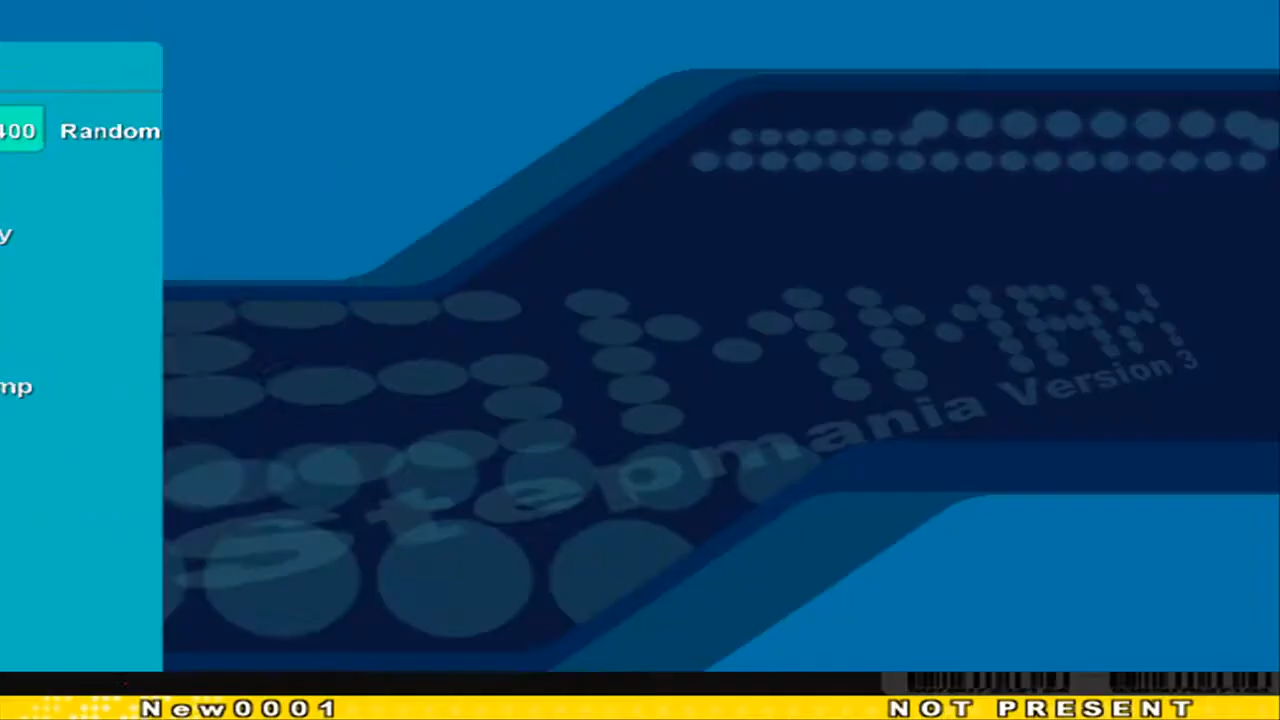 400 Random
y
mp
Stepmania Version 3
New0001 NOT PRESENT